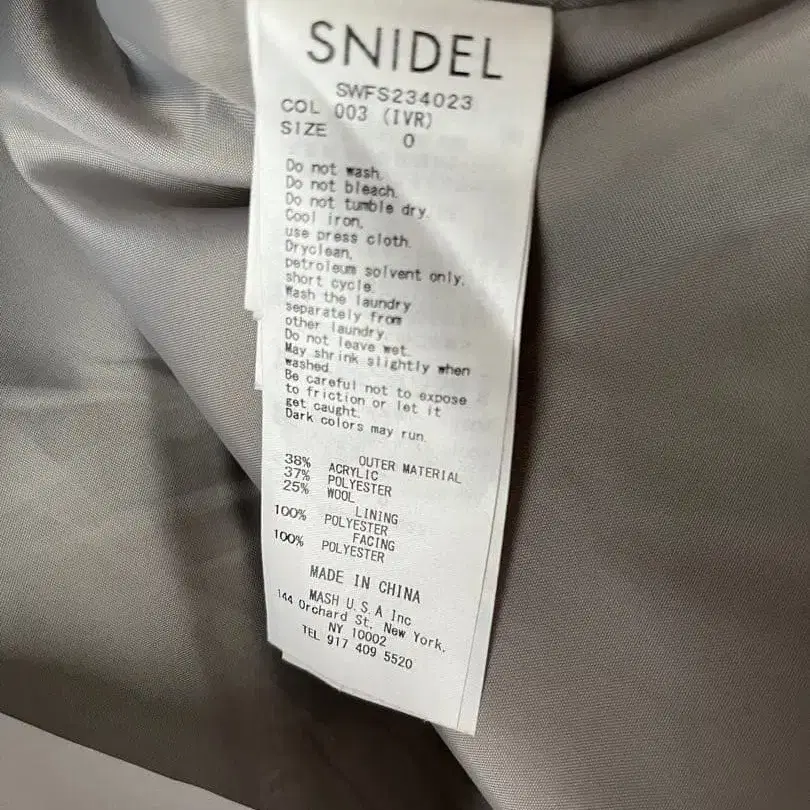 SNIDEL
SWFS234023
COL 003 (IVR)
SIZE 0
Do not wash.
Do not bleach.
Do not tumble dry.
Cool iron,
use press cloth.
Dryclean,
petroleum solvent only,
short cycle.
Wash the laundry
separately from
other laundry.
Do not leave wet.
May shrink slightly when
washed.
Be careful not to expose
to friction or let it
get caught.
Dark colors may run.
OUTER MATERIAL
38% ACRYLIC
37% POLYESTER
25% WOOL
LINING
100% POLYESTER
FACING
100% POLYESTER
MADE IN CHINA
MASH U.S.A Inc
144 Orchard St, New York,
NY 10002
TEL 917 409 5520